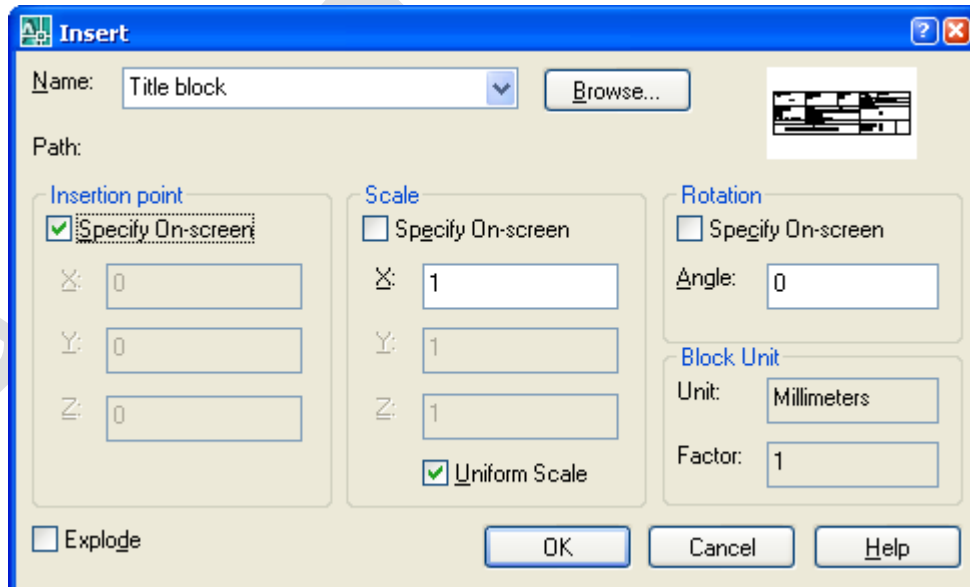 Insert
Name: Title block Browse...
Path:
Insertion point
Specify On-screen
X: 0
Y: 0
Z: 0
Scale
Specify On-screen
X: 1
Y: 1
Z: 1
Uniform Scale
Rotation
Specify On-screen
Angle: 0
Block Unit
Unit: Millimeters
Factor: 1
Explode
OK Cancel Help